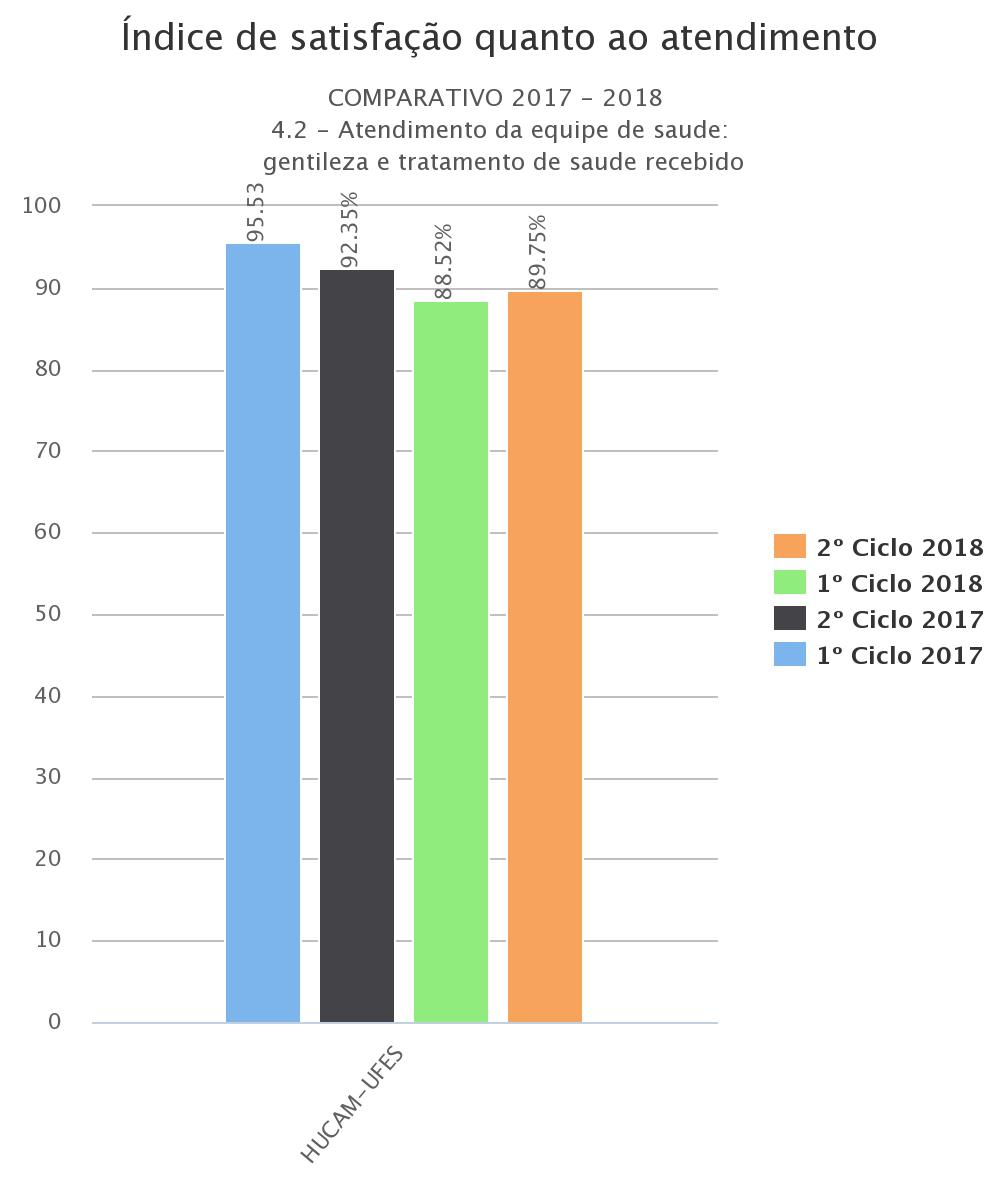 Índice de satisfação quanto ao atendimento
COMPARATIVO 2017 - 2018
4.2 - Atendimento da equipe de saude:
gentileza e tratamento de saude recebido
95.53
92.35%
88.52%
89.75%
100
90
80
70
60
50
40
30
20
10
0
HUCAM-UFES
2º Ciclo 2018
1º Ciclo 2018
2º Ciclo 2017
1º Ciclo 2017